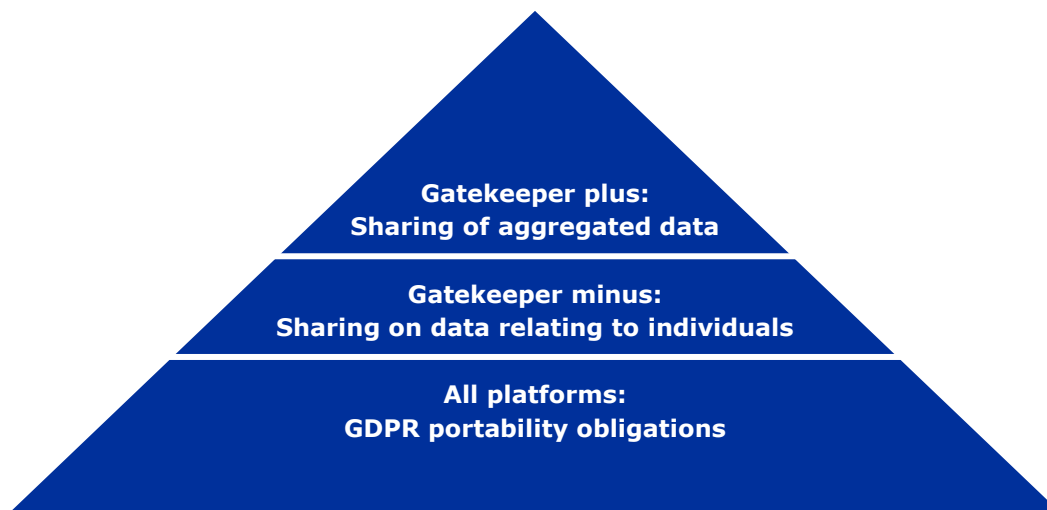 Gatekeeper plus:
Sharing of aggregated data
Gatekeeper minus:
Sharing on data relating to individuals
All platforms:
GDPR portability obligations